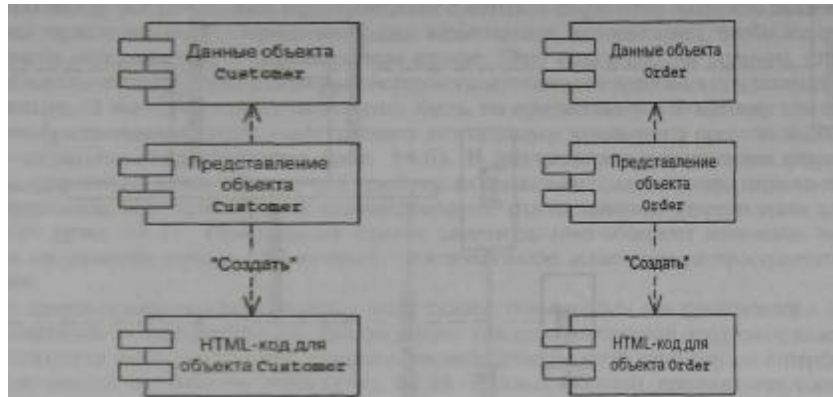 Данные объекта
Customer
Представление
объекта
Customer
"Создать"
HTML-код для
объекта Customer
Данные объекта
Order
Представление
объекта
Order
"Создать"
HTML-код для
объекта Order